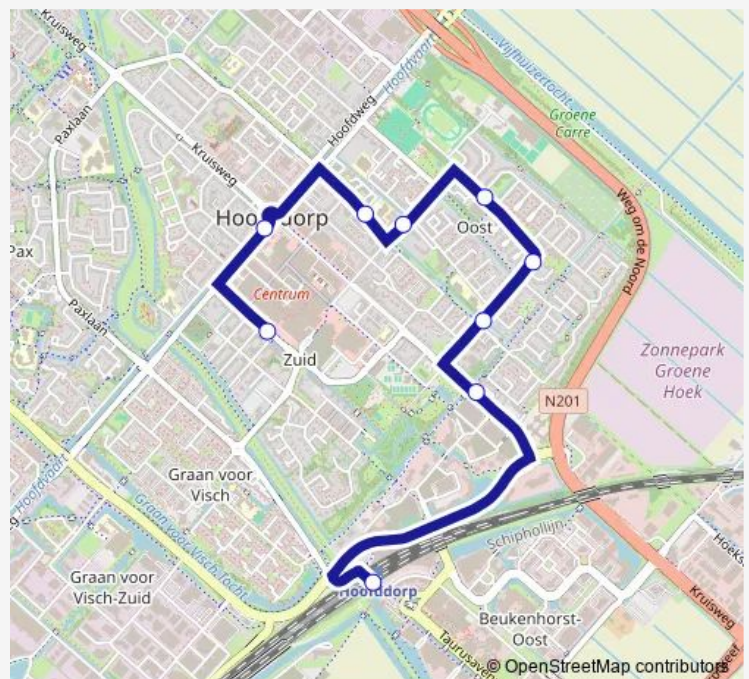 Kruisweg
Vijfhuizertocht
Hoofdvaart
Groene
Carre
Paxlaan
Hoofdweg
Kruisweg
Hoofddorp
Oost
Weg om de Noord
Pax
Centrum
Paxlaan
Zuid
Zonnepark
Groene
Hoek
N201
Hoofdvaart
Graan voor
Visch
Graan voor Visch Tocht
Schiphollijn
Graan voor
Visch-Zuid
Hoofddorp
Kruisweg
Beukenhorst-
Oost
© OpenStreetMap contributors